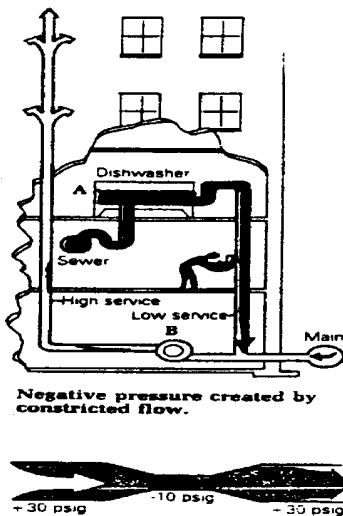 Dishwasher
A
Sewer
High service
Low service
B
Main
Negative pressure created by
constricted flow.
-10 psig
+30 psig
+30 psig